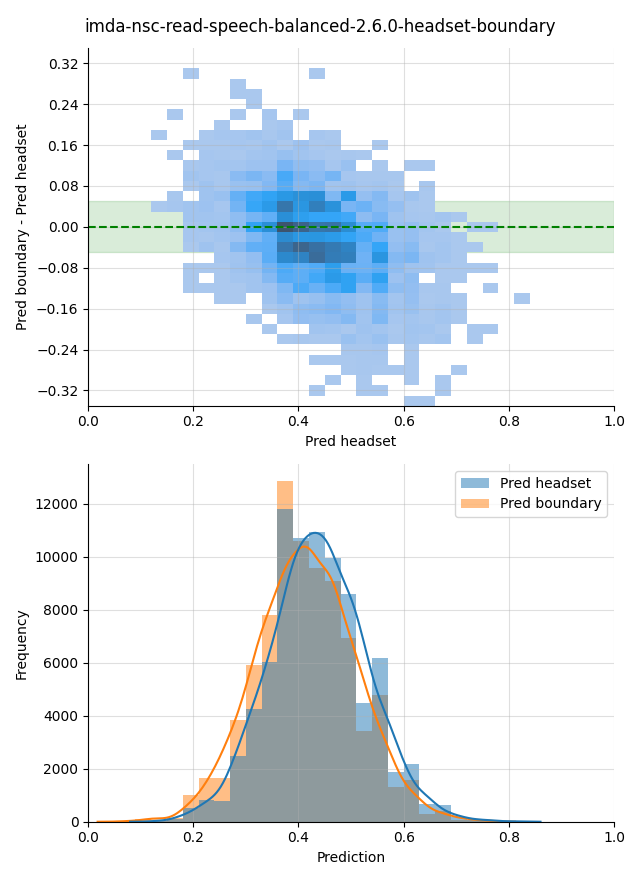 imda-nsc-read-speech-balanced-2.6.0-headset-boundary
0.32
0.24
0.16
0.08
0.00
−0.08
−0.16
−0.24
−0.32
Pred boundary - Pred headset
0.0 0.2 0.4 0.6 0.8 1.0
Pred headset
Pred headset
Pred boundary
12000
10000
8000
6000
4000
2000
0
Frequency
0.0 0.2 0.4 0.6 0.8 1.0
Prediction